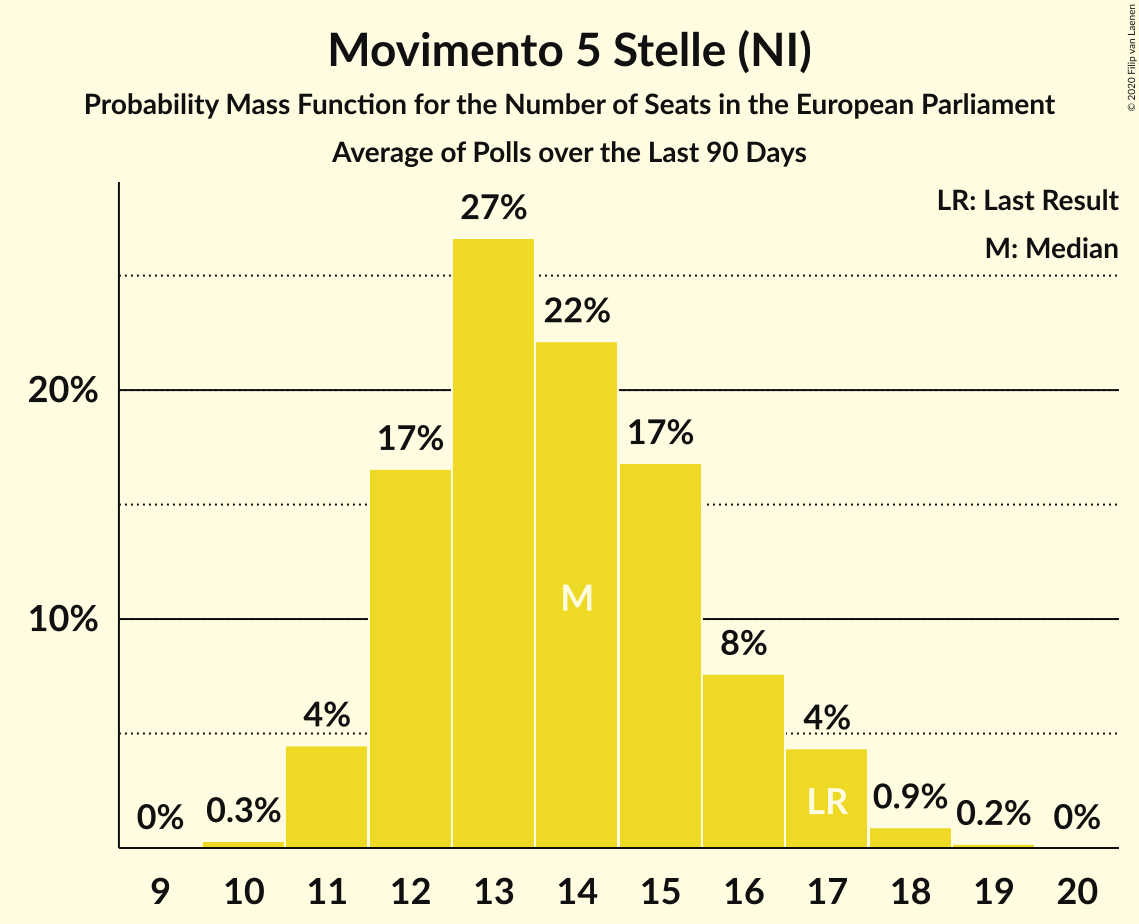 Movimento 5 Stelle (NI)
Probability Mass Function for the Number of Seats in the European Parliament
Average of Polls over the Last 90 Days
© 2020 Filip van Laenen
LR: Last Result
M: Median
27%
22%
20%
17%
17%
M
10%
8%
4%
4%
LR
0%
0.3%
0.9%
0.2%
0%
9 10 11 12 13 14 15 16 17 18 19 20